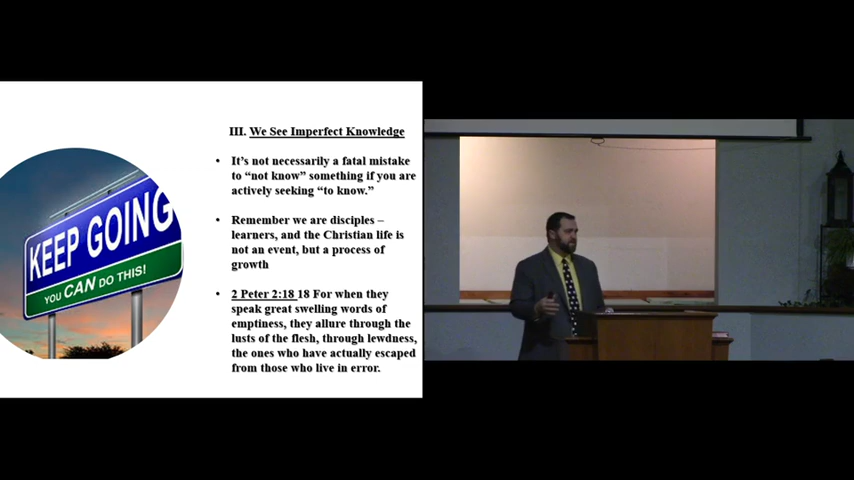 KEEP GOING
YOU CAN DO THIS!
III. We See Imperfect Knowledge
• It’s not necessarily a fatal mistake
to “not know” something if you are
actively seeking “to know.”
• Remember we are disciples –
learners, and the Christian life is
not an event, but a process of
growth
• 2 Peter 2:18 18 For when they
speak great swelling words of
emptiness, they allure through the
lusts of the flesh, through lewdness,
the ones who have actually escaped
from those who live in error.